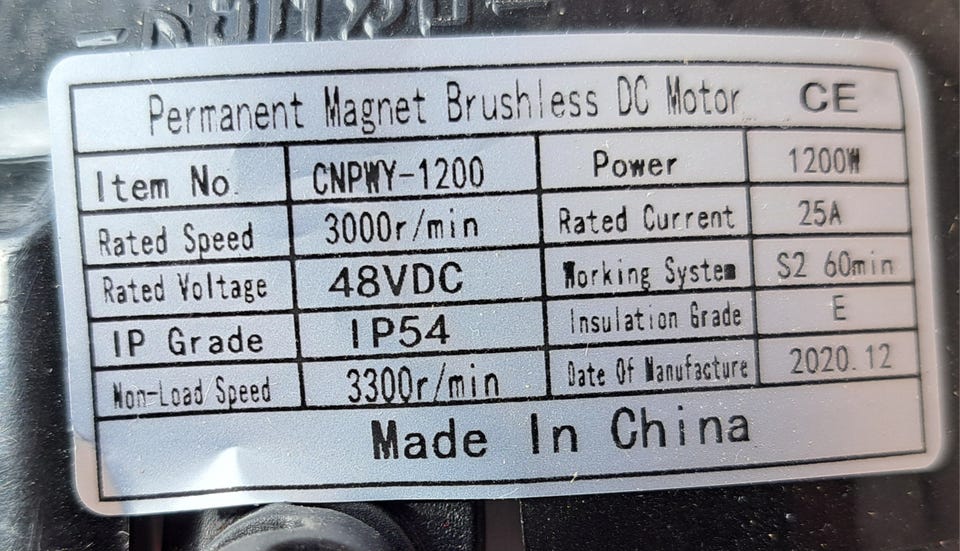 Permanent Magnet Brushless DC Motor CE
Item No. CNPWY-1200 Power 1200W
Rated Speed 3000r/min Rated Current 25A
Rated Voltage 48VDC Working System S2 60min
IP Grade IP54 Insulation Grade E
Non-Load Speed 3300r/min Date Of Manufacture 2020.12
Made In China